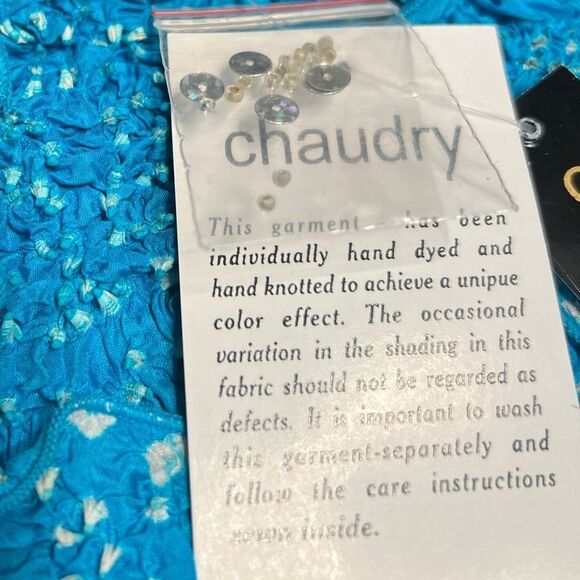 chaudry
This garment has been
individually hand dyed and
hand knotted to achieve a unipue
color effect. The occasional
variation in the shading in this
fabric should not be regarded as
defects. It is important to wash
this garment-separately and
follow the care instructions
sewn inside.